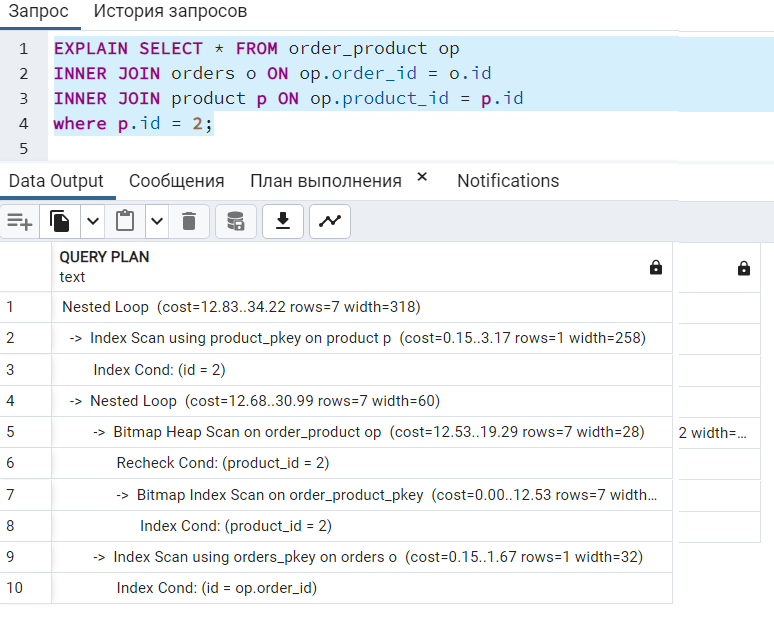 Запрос История запросов
1 EXPLAIN SELECT * FROM order_product op
2 INNER JOIN orders o ON op.order_id = o.id
3 INNER JOIN product p ON op.product_id = p.id
4 where p.id = 2;
5
Data Output Сообщения План выполнения × Notifications
QUERY PLAN
text
1 Nested Loop (cost=12.83..34.22 rows=7 width=318)
2 -> Index Scan using product_pkey on product p (cost=0.15..3.17 rows=1 width=258)
3 Index Cond: (id = 2)
4 -> Nested Loop (cost=12.68..30.99 rows=7 width=60)
5 -> Bitmap Heap Scan on order_product op (cost=12.53..19.29 rows=7 width=28) 2 width=...
6 Recheck Cond: (product_id = 2)
7 -> Bitmap Index Scan on order_product_pkey (cost=0.00..12.53 rows=7 width...
8 Index Cond: (product_id = 2)
9 -> Index Scan using orders_pkey on orders o (cost=0.15..1.67 rows=1 width=32)
10 Index Cond: (id = op.order_id)